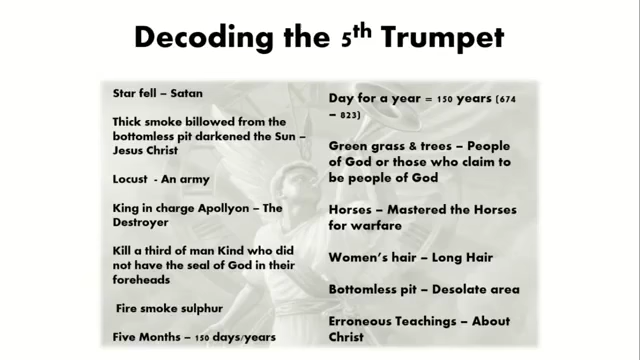 Decoding the 5th Trumpet
Star fell – Satan
Thick smoke billowed from the
bottomless pit darkened the Sun –
Jesus Christ
Locust - An army
King in charge Apollyon – The
Destroyer
Kill a third of man Kind who did
not have the seal of God in their
foreheads
Fire smoke sulphur
Five Months – 150 days/years
Day for a year = 150 years (674
– 823)
Green grass & trees – People
of God or those who claim to
be people of God
Horses – Mastered the Horses
for warfare
Women's hair – Long Hair
Bottomless pit – Desolate area
Erroneous Teachings – About
Christ